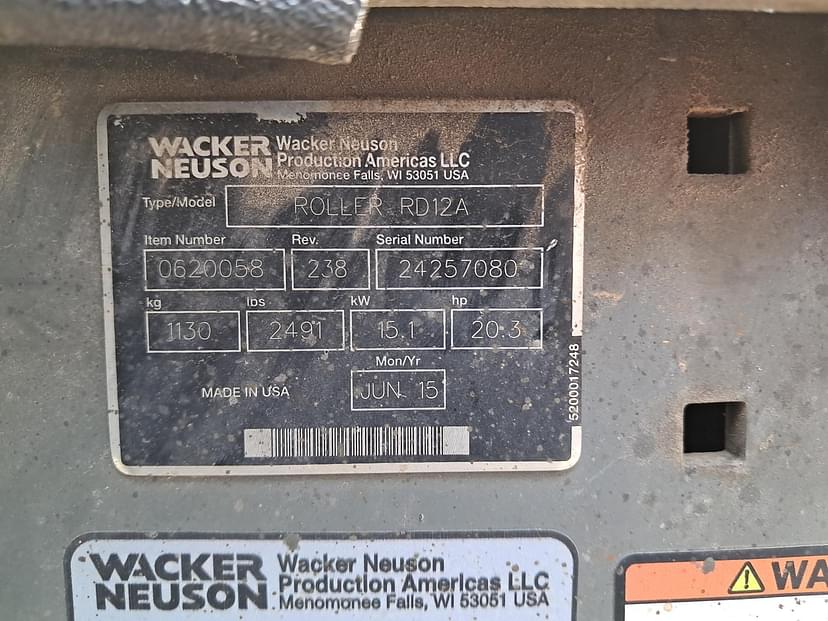 WACKER NEUSON
Wacker Neuson
Production Americas LLC
Menomonee Falls, WI 53051 USA
Type/Model ROLLER RD12A
Item Number Rev. Serial Number
0620058 238 24257080
kg lbs kW hp
1130 2491 15.1 20.3
Mon/Yr
MADE IN USA JUN 15
5200017248
WACKER NEUSON
Wacker Neuson
Production Americas LLC
Menomonee Falls, WI 53051 USA
WA